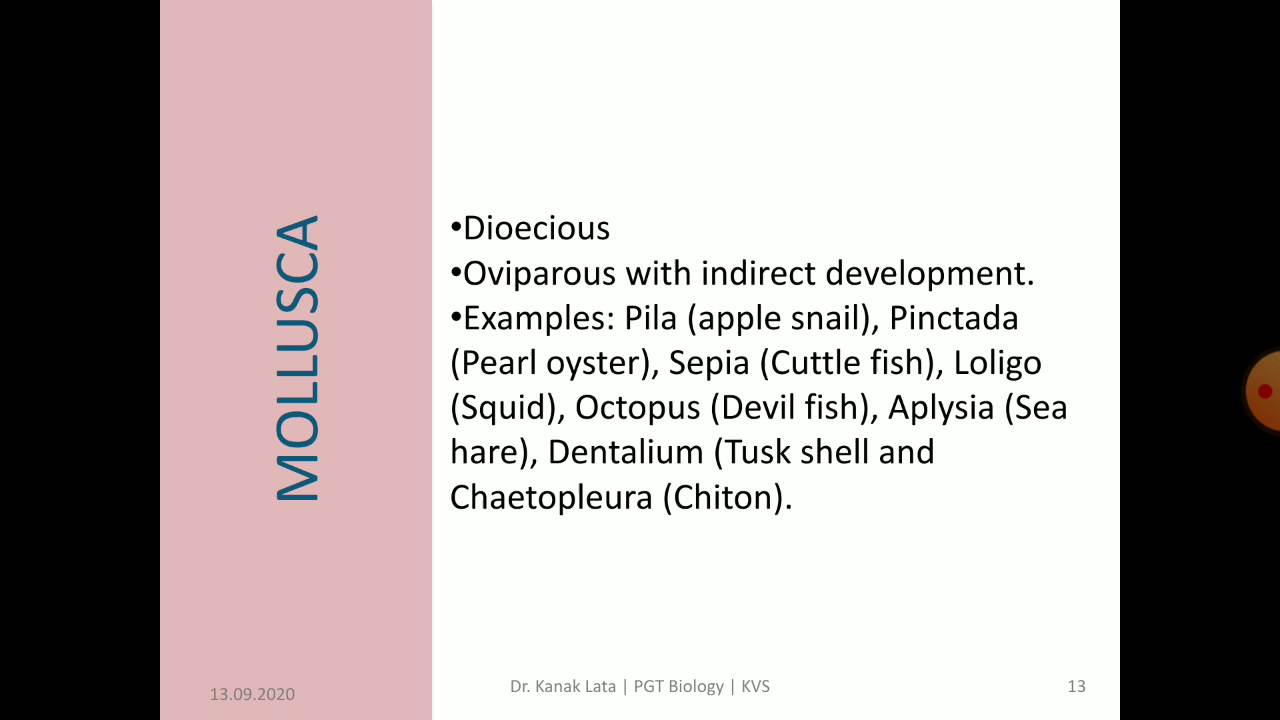 MOLLUSCA
•Dioecious
•Oviparous with indirect development.
•Examples: Pila (apple snail), Pinctada
(Pearl oyster), Sepia (Cuttle fish), Loligo
(Squid), Octopus (Devil fish), Aplysia (Sea
hare), Dentalium (Tusk shell and
Chaetopleura (Chiton).
13.09.2020
Dr. Kanak Lata | PGT Biology | KVS
13